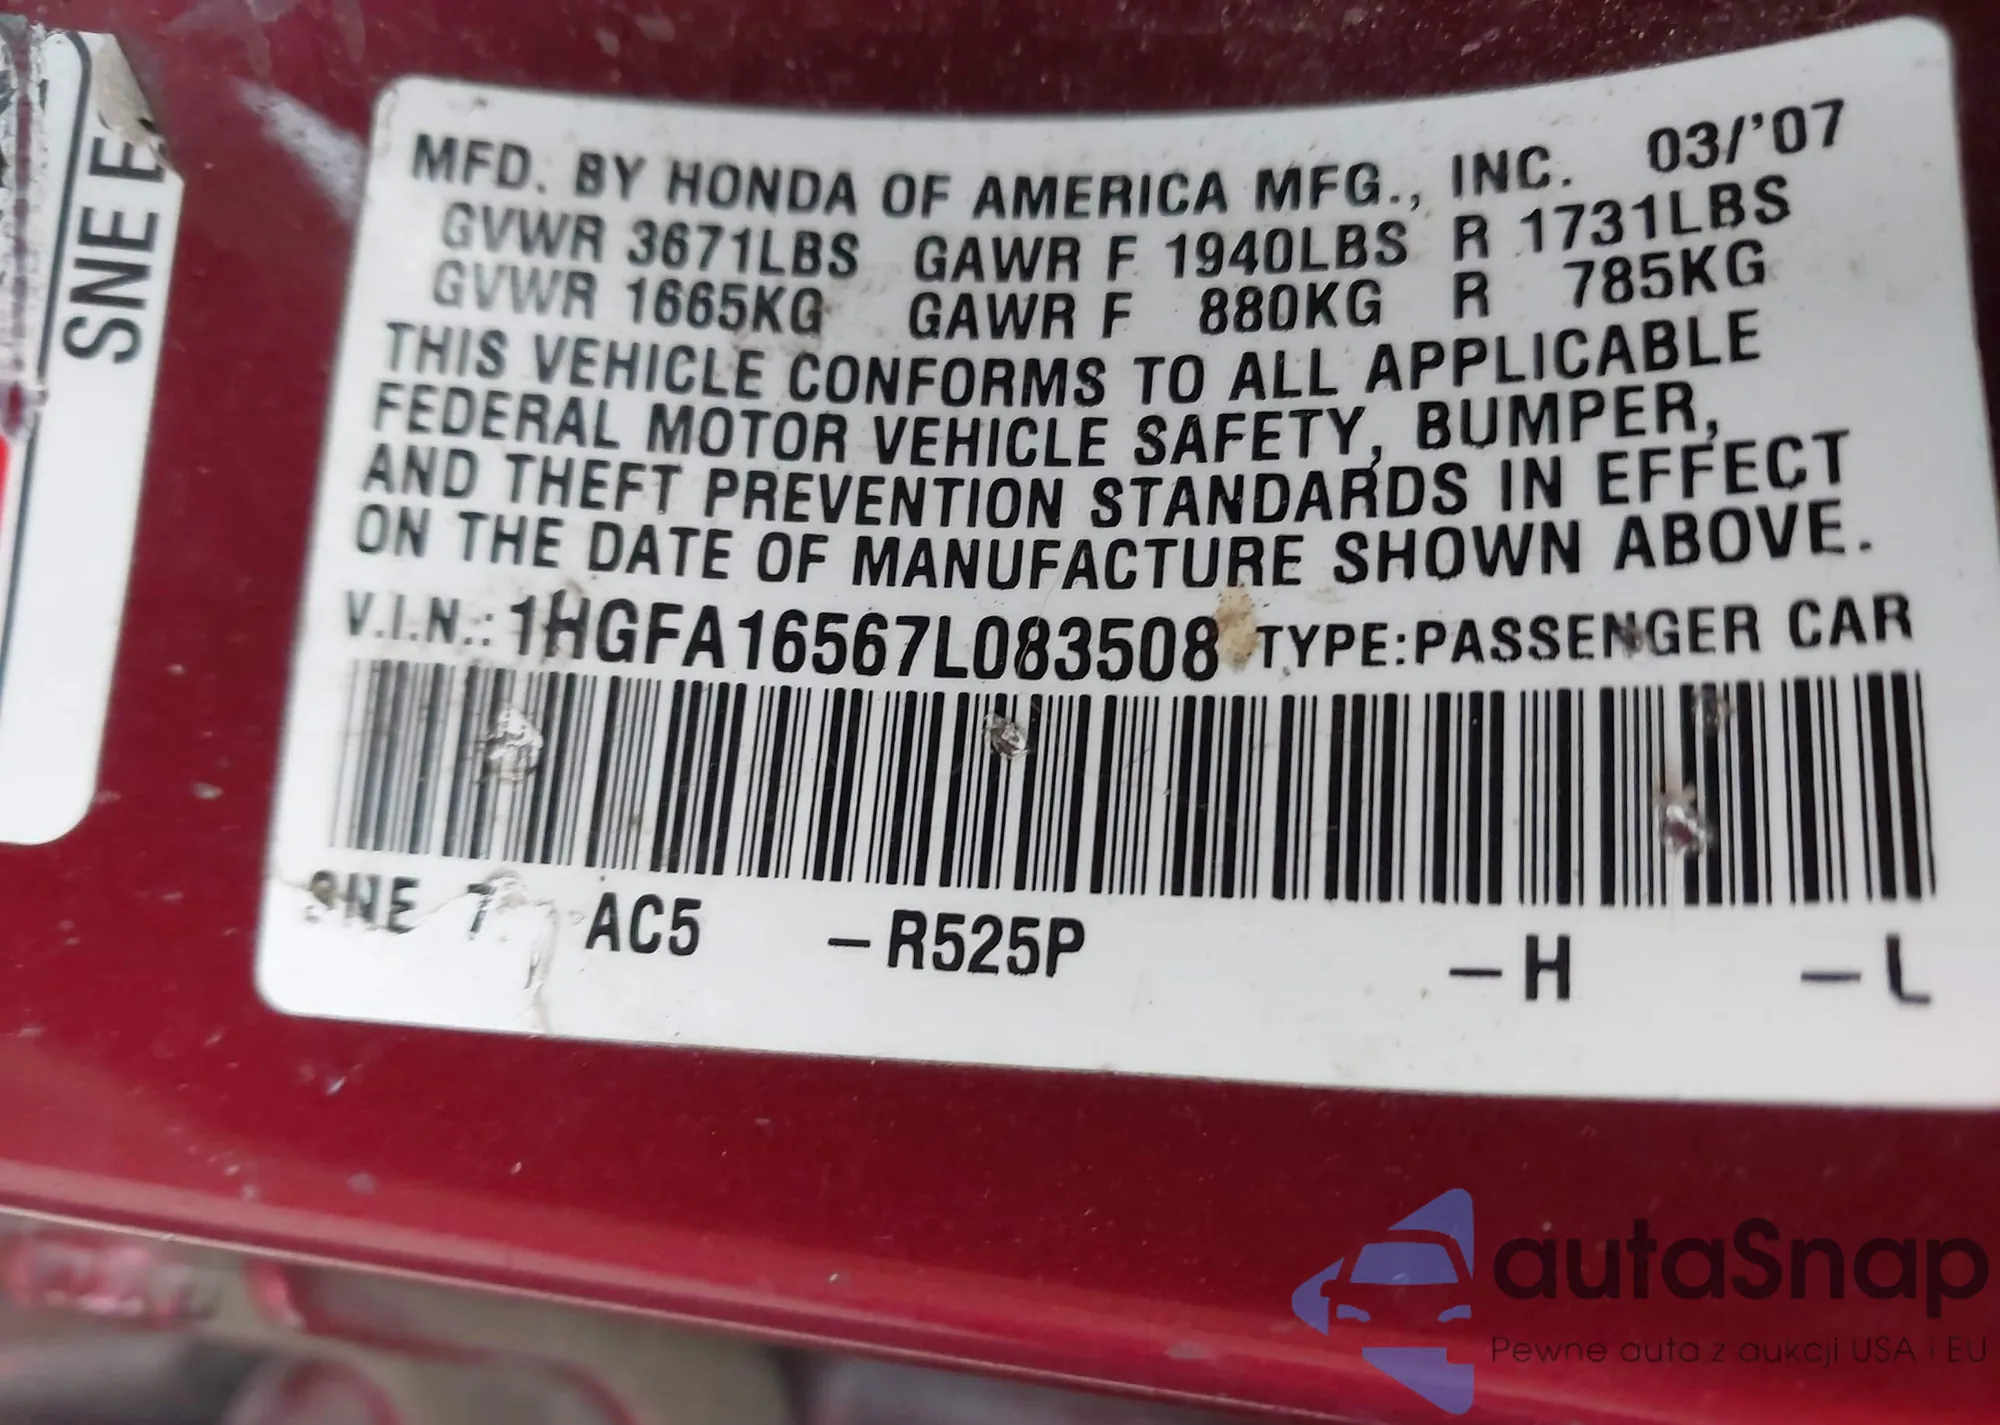 SNE
MFD. BY HONDA OF AMERICA MFG., INC. 03/'07
GVWR 3671LBS GAWR F 1940LBS R 1731LBS
GVWR 1665KG GAWR F 880KG R 785KG
THIS VEHICLE CONFORMS TO ALL APPLICABLE
FEDERAL MOTOR VEHICLE SAFETY, BUMPER,
AND THEFT PREVENTION STANDARDS IN EFFECT
ON THE DATE OF MANUFACTURE SHOWN ABOVE.
V.I.N.: 1HGFA16567L083508 TYPE:PASSENGER CAR
SNE 7 AC5 –R525P –H –L
autaSnap
Pewne auta z aukcji USA i EU